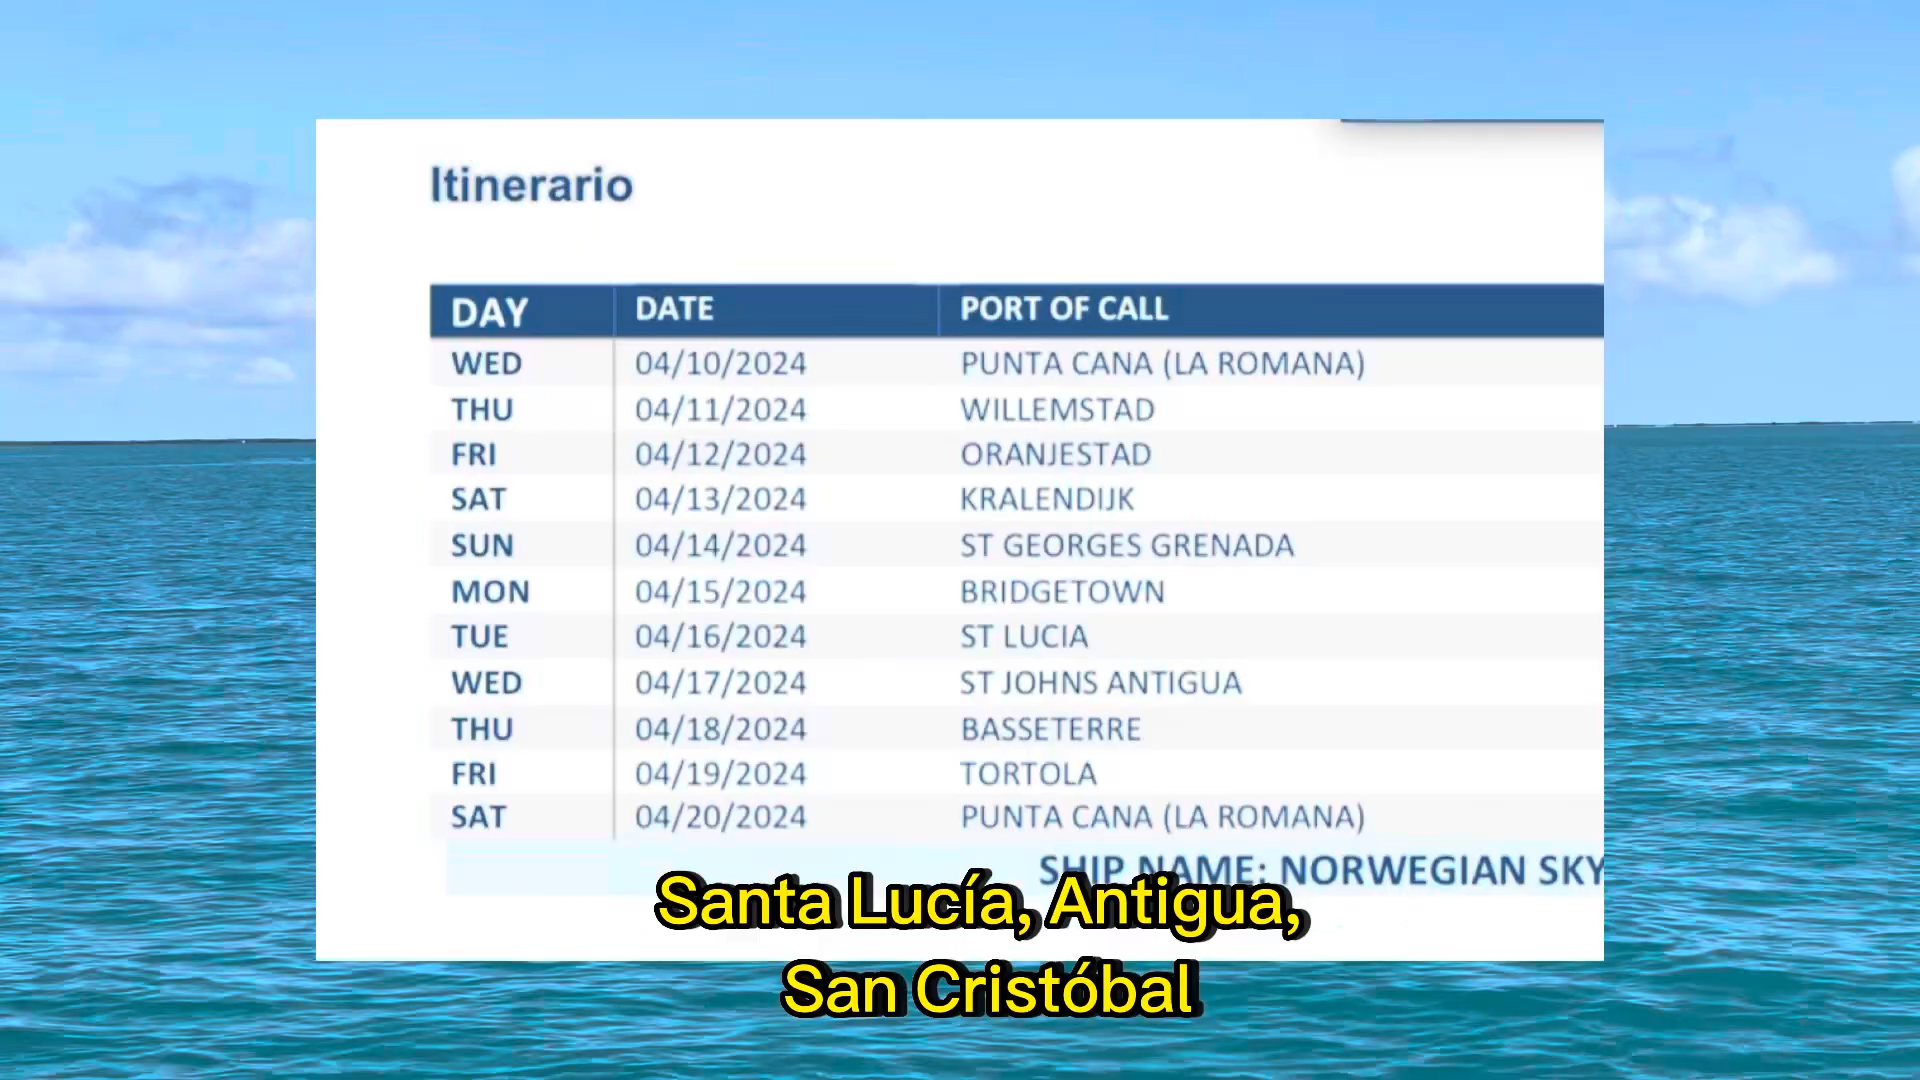 Itinerario
DAY DATE PORT OF CALL
WED 04/10/2024 PUNTA CANA (LA ROMANA)
THU 04/11/2024 WILLEMSTAD
FRI 04/12/2024 ORANJESTAD
SAT 04/13/2024 KRALENDIJK
SUN 04/14/2024 ST GEORGES GRENADA
MON 04/15/2024 BRIDGETOWN
TUE 04/16/2024 ST LUCIA
WED 04/17/2024 ST JOHNS ANTIGUA
THU 04/18/2024 BASSETERRE
FRI 04/19/2024 TORTOLA
SAT 04/20/2024 PUNTA CANA (LA ROMANA)
SHIP NAME: NORWEGIAN SKY
Santa Lucía, Antigua,
San Cristóbal